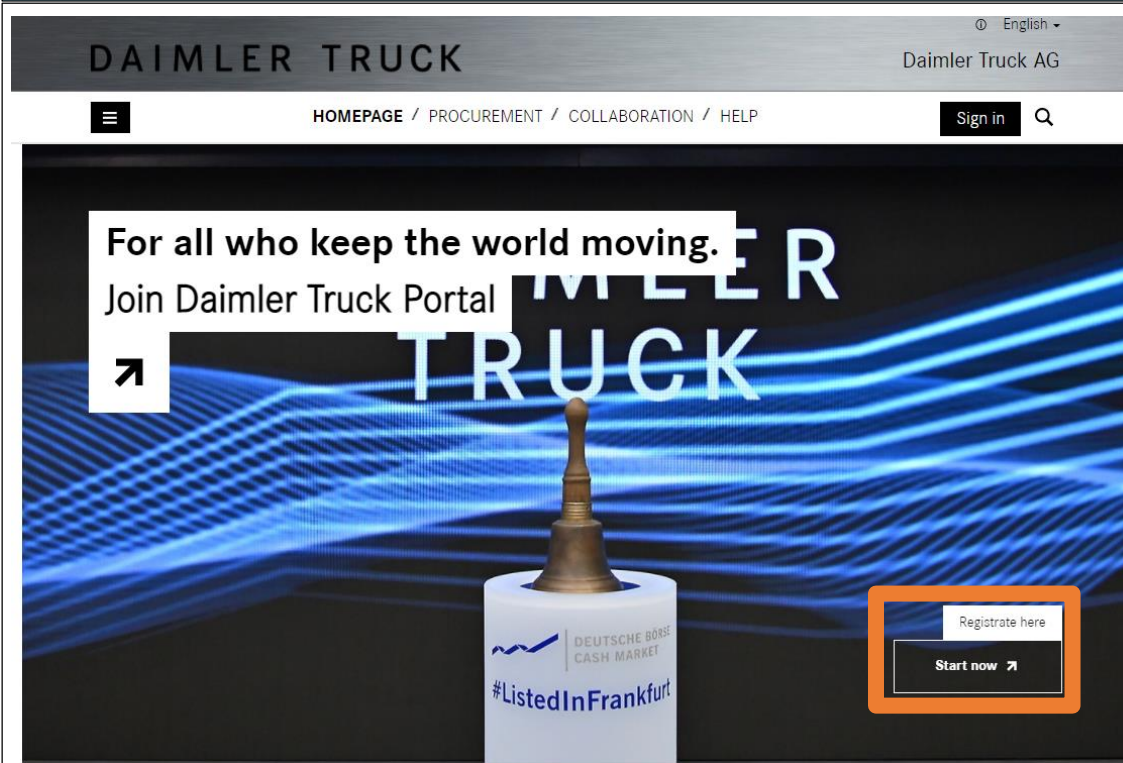 English
DAIMLER TRUCK
Daimler Truck AG
HOMEPAGE / PROCUREMENT / COLLABORATION / HELP
Sign in
For all who keep the world moving.
Join Daimler Truck Portal
MLER
TRUCK
DEUTSCHE BÖRSE
CASH MARKET
#ListedInFrankfurt
Registrate here
Start now